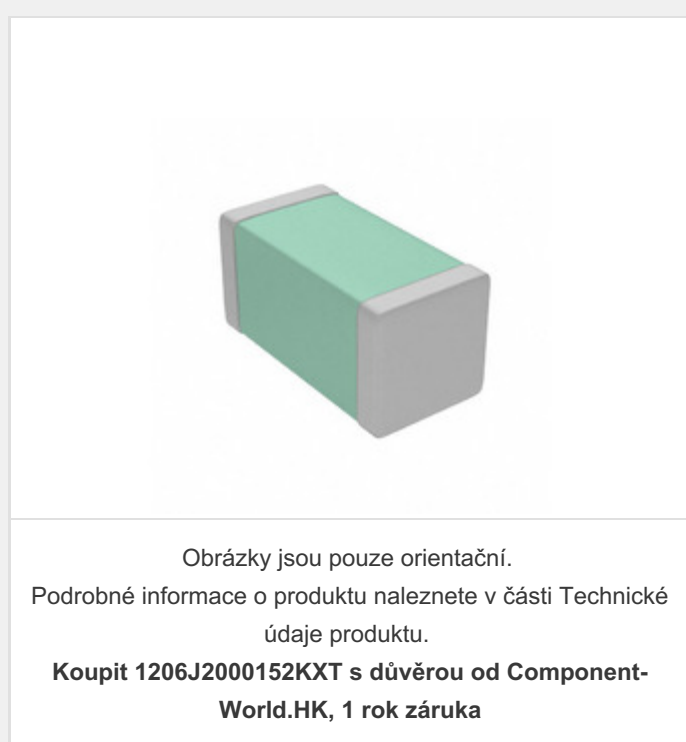 Obrázky jsou pouze orientační.
Podrobné informace o produktu naleznete v části Technické
údaje produktu.
Koupit 1206J2000152KXT s důvěrou od Component-
World.HK, 1 rok záruka